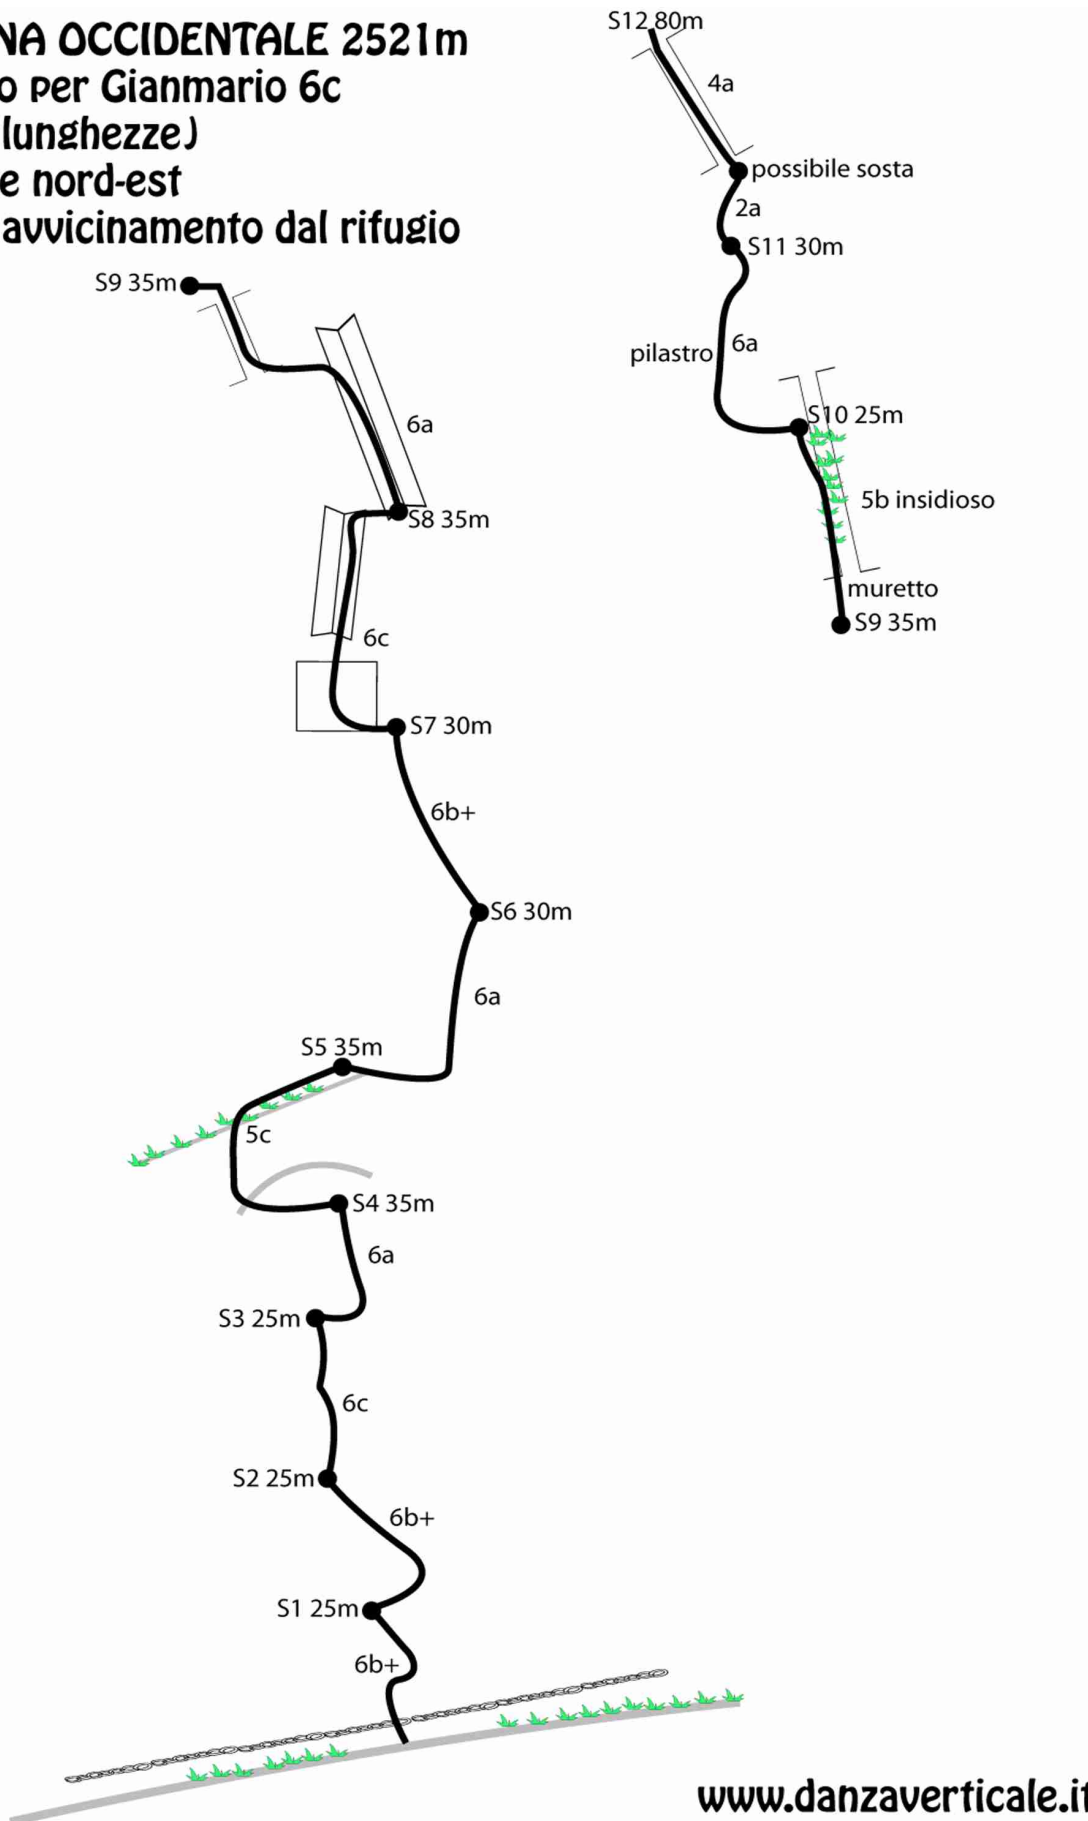 NA OCCIDENTALE 2521m
o per Gianmario 6c
lunghezze)
e nord-est
avvicinamento dal rifugio
S12 80m
4a
possibile sosta
2a
S11 30m
6a
pilastro
S10 25m
5b insidioso
muretto
S9 35m
S9 35m
6a
S8 35m
6c
S7 30m
6b+
S6 30m
6a
S5 35m
5c
S4 35m
6a
S3 25m
6c
S2 25m
6b+
S1 25m
6b+
www.danzaverticale.it